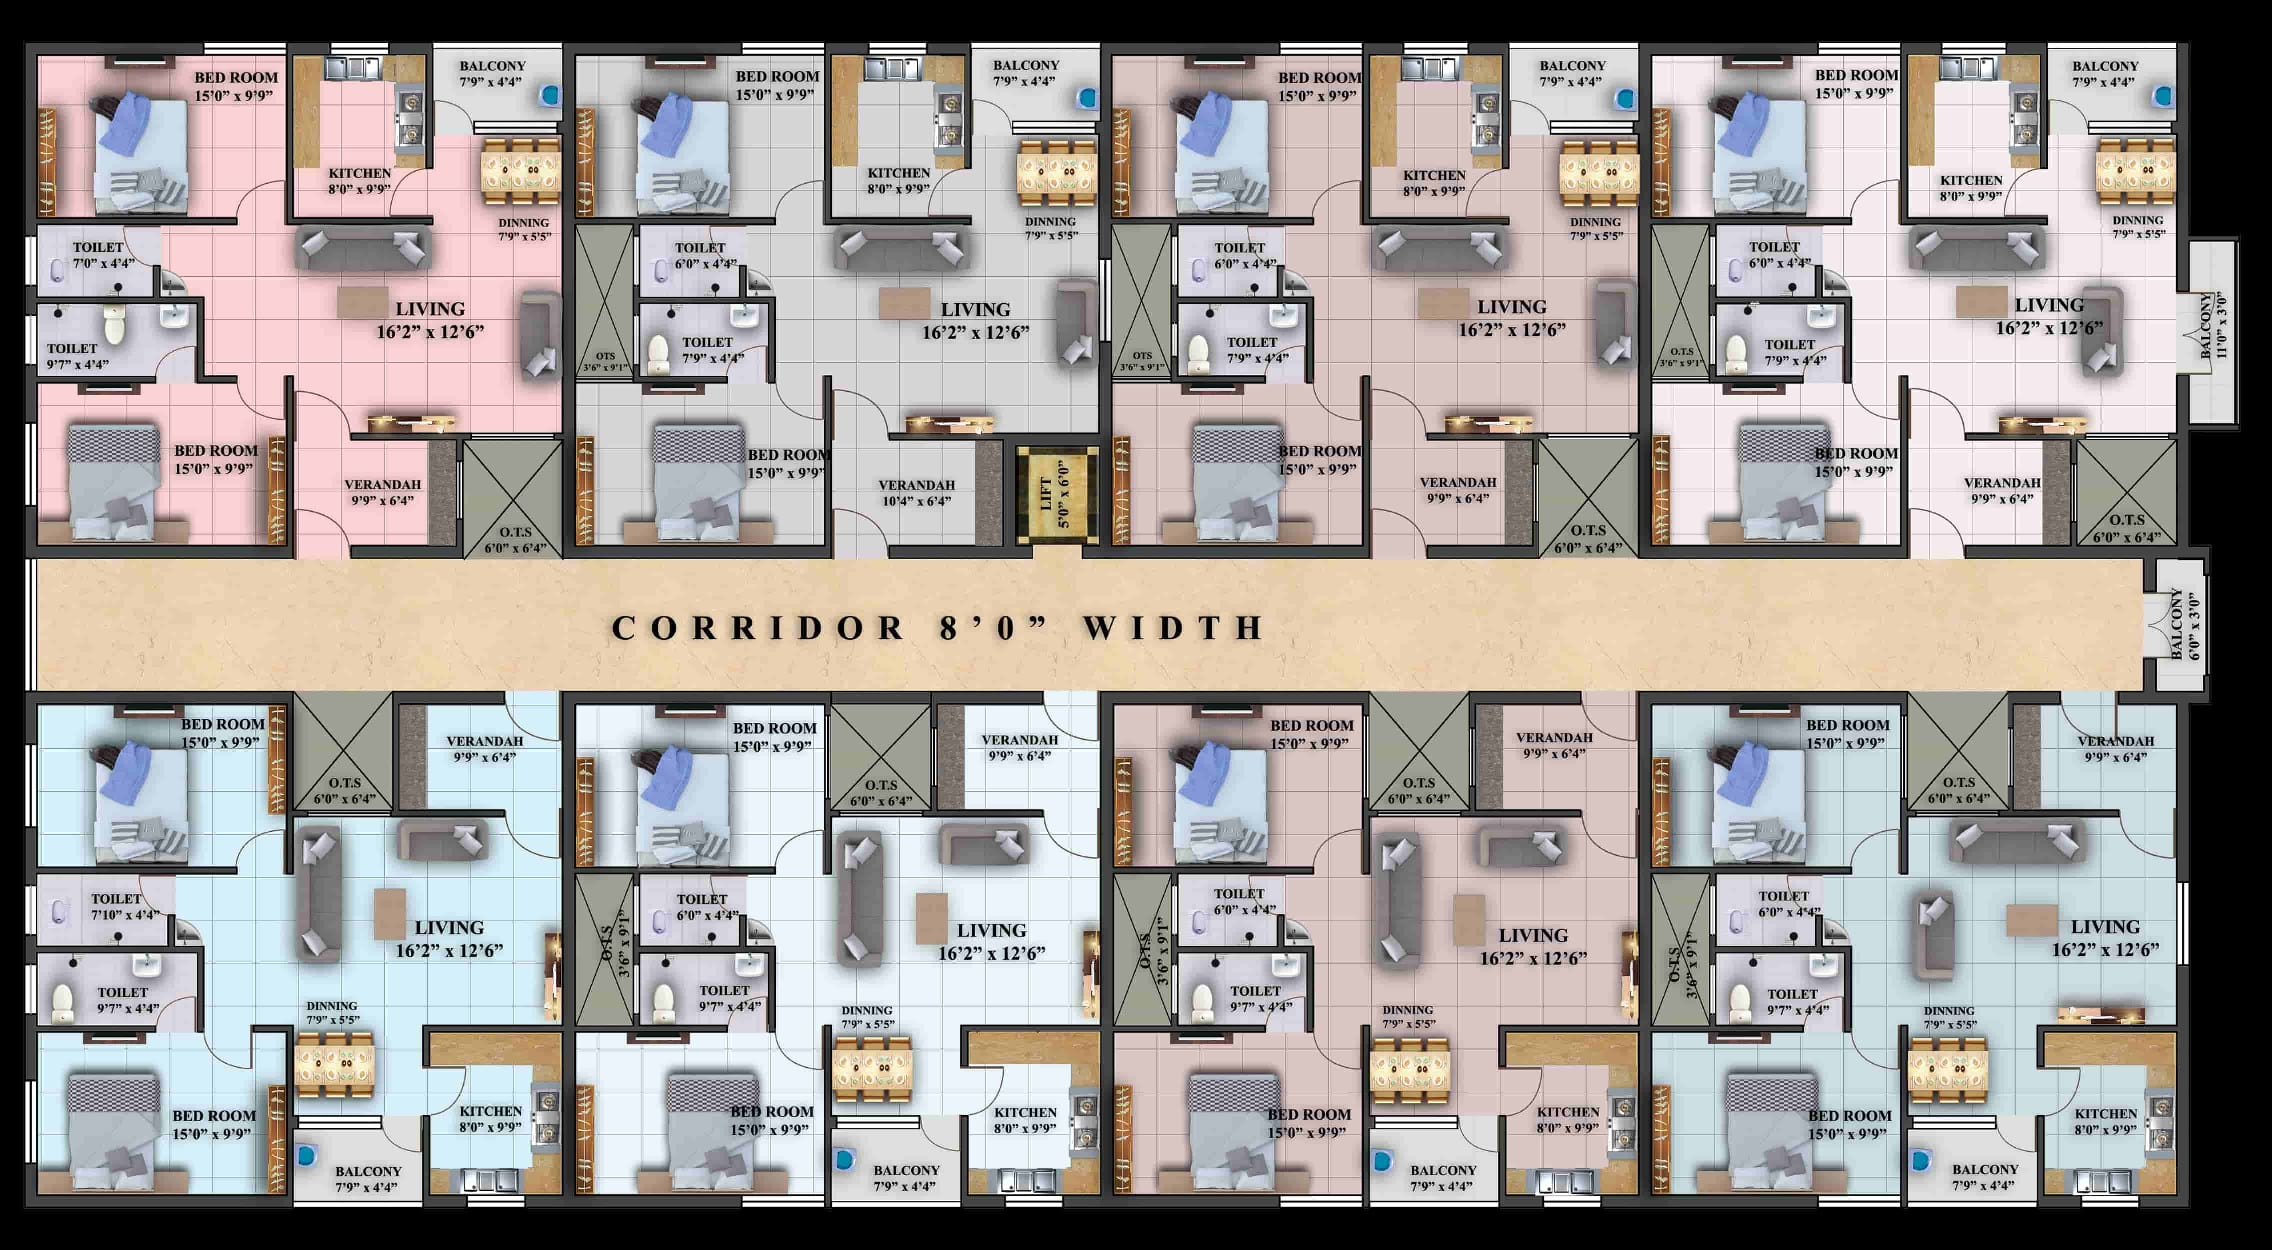 BED ROOM
15’0” x 9’9”
KITCHEN
8’0” x 9’9”
BALCONY
7’9” x 4’4”
DINNING
7’9” x 5’5”
TOILET
7’0” x 4’4”
TOILET
9’7” x 4’4”
LIVING
16’2” x 12’6”
BED ROOM
15’0” x 9’9”
VERANDAH
9’9” x 6’4”
O.T.S
6’0” x 6’4”
BED ROOM
15’0” x 9’9”
KITCHEN
8’0” x 9’9”
BALCONY
7’9” x 4’4”
DINNING
7’9” x 5’5”
TOILET
6’0” x 4’4”
TOILET
7’9” x 4’4”
OTS
3’6” x 9’1”
LIVING
16’2” x 12’6”
BED ROOM
15’0” x 9’9”
VERANDAH
10’4” x 6’4”
LIFT
5’0” x 6’0”
BED ROOM
15’0” x 9’9”
KITCHEN
8’0” x 9’9”
BALCONY
7’9” x 4’4”
DINNING
7’9” x 5’5”
TOILET
6’0” x 4’4”
TOILET
7’9” x 4’4”
OTS
3’6” x 9’1”
LIVING
16’2” x 12’6”
BED ROOM
15’0” x 9’9”
VERANDAH
9’9” x 6’4”
O.T.S
6’0” x 6’4”
BED ROOM
15’0” x 9’9”
KITCHEN
8’0” x 9’9”
BALCONY
7’9” x 4’4”
DINNING
7’9” x 5’5”
TOILET
6’0” x 4’4”
TOILET
7’9” x 4’4”
O.T.S
3’6” x 9’1”
LIVING
16’2” x 12’6”
BALCONY
11’0” x 3’0”
BED ROOM
15’0” x 9’9”
VERANDAH
9’9” x 6’4”
O.T.S
6’0” x 6’4”
CORRIDOR 8’0” WIDTH
BALCONY
6’0” x 3’0”
BED ROOM
15’0” x 9’9”
O.T.S
6’0” x 6’4”
VERANDAH
9’9” x 6’4”
TOILET
7’10” x 4’4”
TOILET
9’7” x 4’4”
LIVING
16’2” x 12’6”
DINNING
7’9” x 5’5”
BED ROOM
15’0” x 9’9”
BALCONY
7’9” x 4’4”
KITCHEN
8’0” x 9’9”
BED ROOM
15’0” x 9’9”
O.T.S
6’0” x 6’4”
VERANDAH
9’9” x 6’4”
O.T.S
3’6” x 9’1”
TOILET
6’0” x 4’4”
TOILET
9’7” x 4’4”
LIVING
16’2” x 12’6”
DINNING
7’9” x 5’5”
BED ROOM
15’0” x 9’9”
BALCONY
7’9” x 4’4”
KITCHEN
8’0” x 9’9”
BED ROOM
15’0” x 9’9”
O.T.S
6’0” x 6’4”
VERANDAH
9’9” x 6’4”
O.T.S
3’6” x 9’1”
TOILET
6’0” x 4’4”
TOILET
9’7” x 4’4”
LIVING
16’2” x 12’6”
DINNING
7’9” x 5’5”
BED ROOM
15’0” x 9’9”
BALCONY
7’9” x 4’4”
KITCHEN
8’0” x 9’9”
BED ROOM
15’0” x 9’9”
O.T.S
6’0” x 6’4”
VERANDAH
9’9” x 6’4”
O.T.S
3’6” x 9’1”
TOILET
6’0” x 4’4”
TOILET
9’7” x 4’4”
LIVING
16’2” x 12’6”
DINNING
7’9” x 5’5”
BED ROOM
15’0” x 9’9”
BALCONY
7’9” x 4’4”
KITCHEN
8’0” x 9’9”